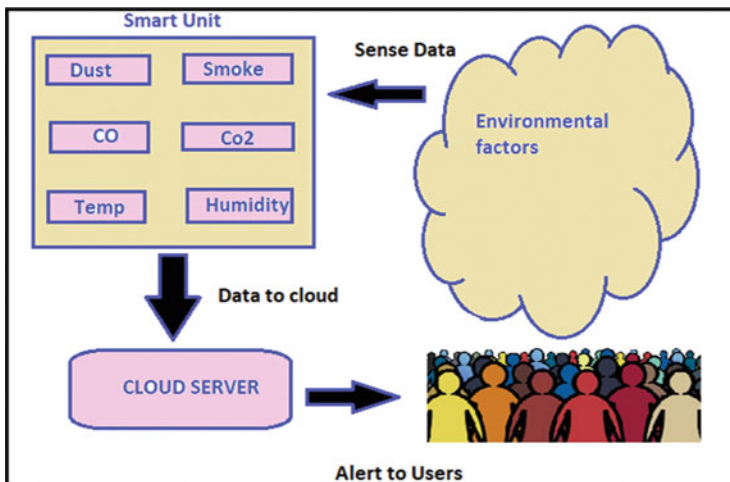 Smart Unit
Sense Data
Dust
Smoke
CO
Co2
Temp
Humidity
Environmental
factors
Data to cloud
CLOUD SERVER
Alert to Users